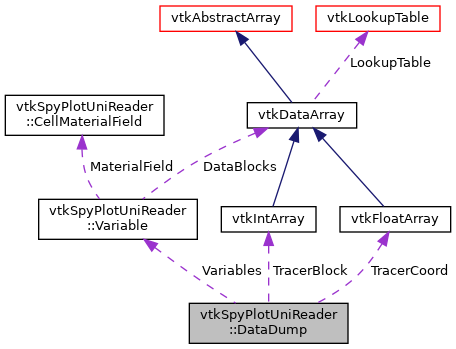 vtkAbstractArray
vtkLookupTable
LookupTable
vtkSpyPlotUniReader
::CellMaterialField
vtkDataArray
MaterialField
DataBlocks
vtkSpyPlotUniReader
::Variable
vtkIntArray
vtkFloatArray
Variables
TracerBlock
TracerCoord
vtkSpyPlotUniReader
::DataDump